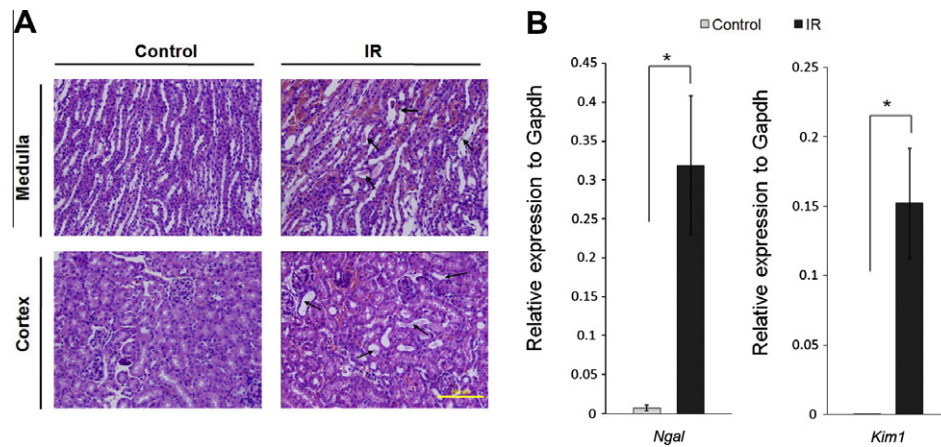 A
Control
IR
Medulla
Cortex
B
Control
IR
Relative expression to Gapdh
0.45
0.4
0.35
0.3
0.25
0.2
0.15
0.1
0.05
0
*
Ngal
Relative expression to Gapdh
0.25
0.2
0.15
0.1
0.05
0
*
Kim1